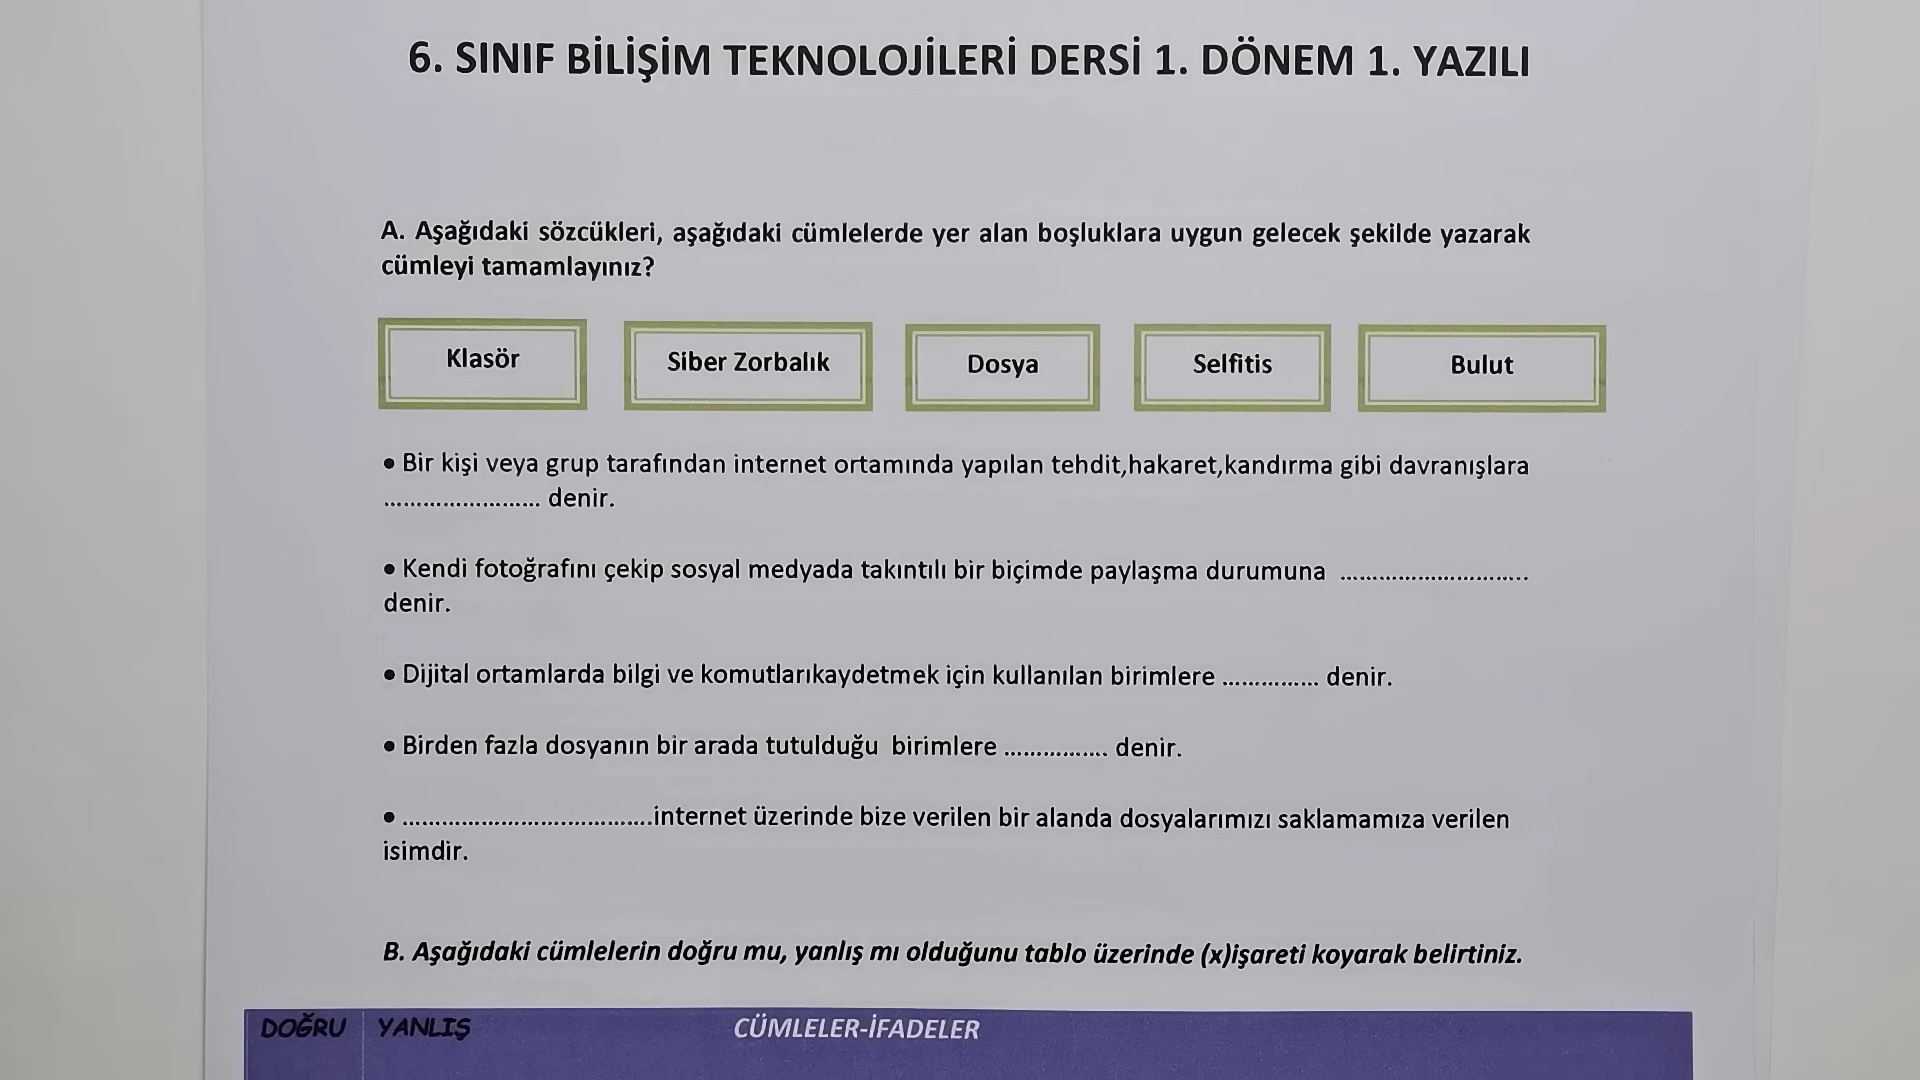 6. SINIF BİLİŞİM TEKNOLOJİLERİ DERSİ 1. DÖNEM 1. YAZILI
A. Aşağıdaki sözcükleri, aşağıdaki cümlelerde yer alan boşluklara uygun gelecek şekilde yazarak
cümleyi tamamlayınız?
Klasör
Siber Zorbalık
Dosya
Selfitis
Bulut
• Bir kişi veya grup tarafından internet ortamında yapılan tehdit,hakaret,kandırma gibi davranışlara
........................ denir.
• Kendi fotoğrafını çekip sosyal medyada takıntılı bir biçimde paylaşma durumuna .............................
denir.
• Dijital ortamlarda bilgi ve komutlarıkaydetmek için kullanılan birimlere ............... denir.
• Birden fazla dosyanın bir arada tutulduğu birimlere ................ denir.
• ......................................internet üzerinde bize verilen bir alanda dosyalarımızı saklamamıza verilen
isimdir.
B. Aşağıdaki cümlelerin doğru mu, yanlış mı olduğunu tablo üzerinde (x)işareti koyarak belirtiniz.
DOĞRU YANLIŞ CÜMLELER-İFADELER